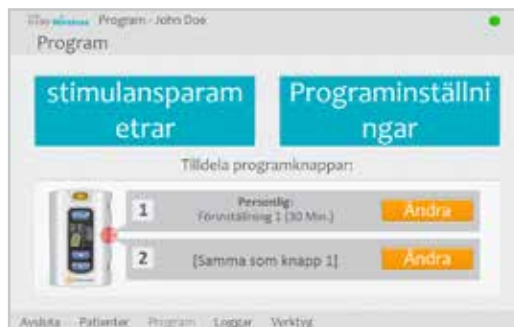 Wireless Program - John Doe
Program
stimulansparam
etrar
Programinställni
ngar
Tilldela programknappar:
1
Personlig:
Förinställning 1 (30 Min.)
Ändra
2
[Samma som knapp 1]
Ändra
Avsluta Patienter Program Loggar Verktyg